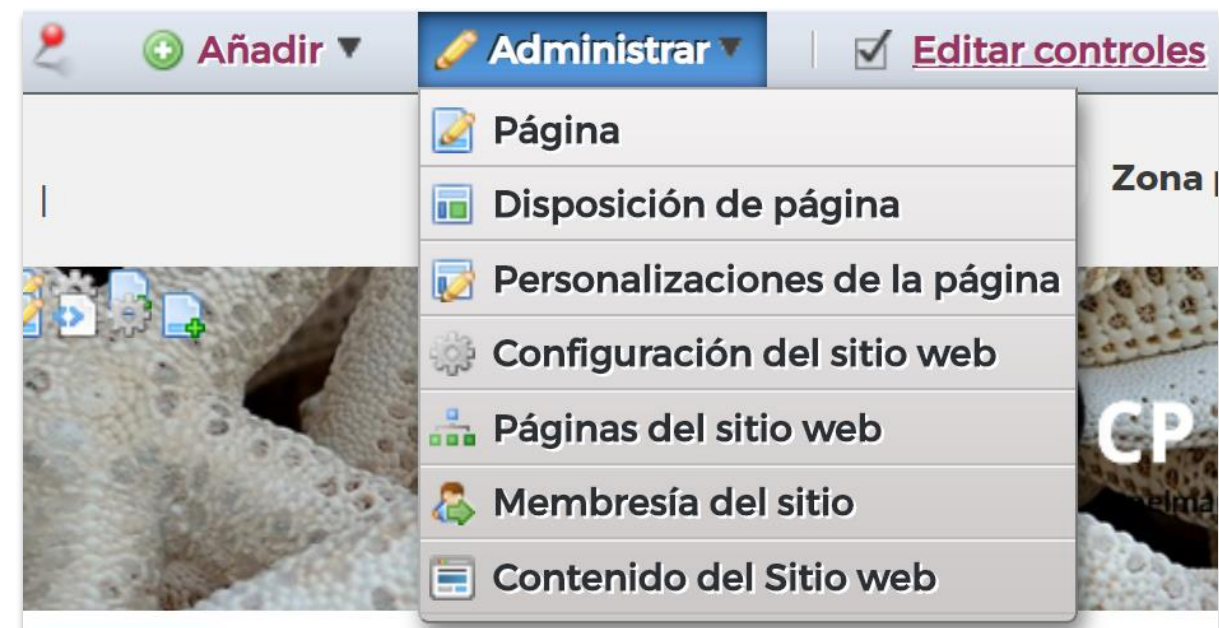 Añadir
Administrar
Editar controles
Página
Zona
Disposición de página
Personalizaciones de la página
Configuración del sitio web
Páginas del sitio web
CP
Membresía del sitio
Contenido del Sitio web